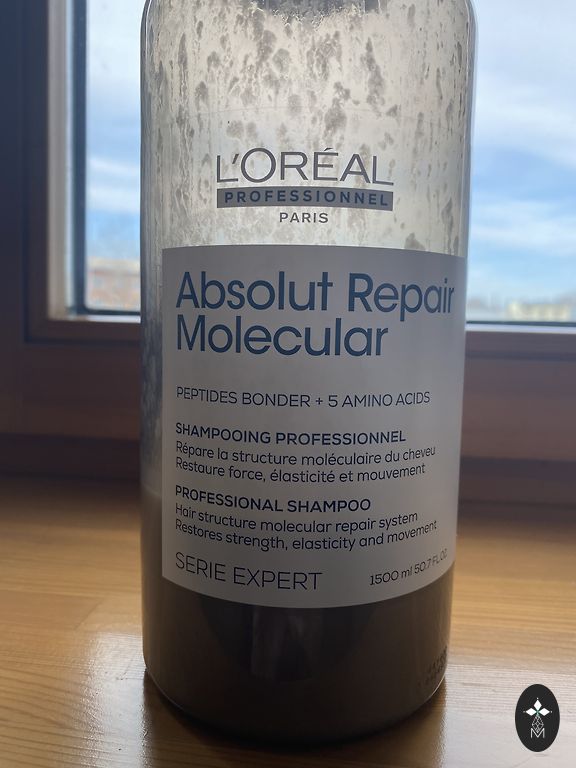 L'ORÉAL
PROFESSIONNEL
PARIS
Absolut Repair
Molecular
PEPTIDES BONDER + 5 AMINO ACIDS
SHAMPOOING PROFESSIONNEL
Répare la structure moléculaire du cheveu
Restaure force, élasticité et mouvement
PROFESSIONAL SHAMPOO
Hair structure molecular repair system
Restores strength, elasticity and movement
SERIE EXPERT
1500 ml 50.7 FL.OZ.